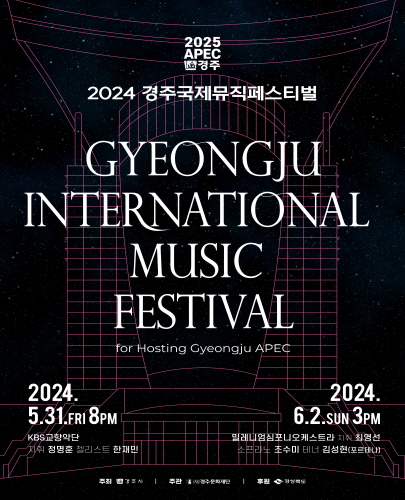 2025
APEC
경주
2024 경주국제뮤직페스티벌
GYEONGJU
INTERNATIONAL
MUSIC
FESTIVAL
for Hosting Gyeongju APEC
2024.
5.31.FRI 8PM
KBS교향악단
지휘 정명훈 첼리스트 한재민
2024.
6.2.SUN 3PM
밀레니엄심포니오케스트라 지휘 최영선
소프라노 조수미 테너 김성현(포르테나)
주최 경주시 | 주관 (재)경주문화재단 | 후원 경상북도